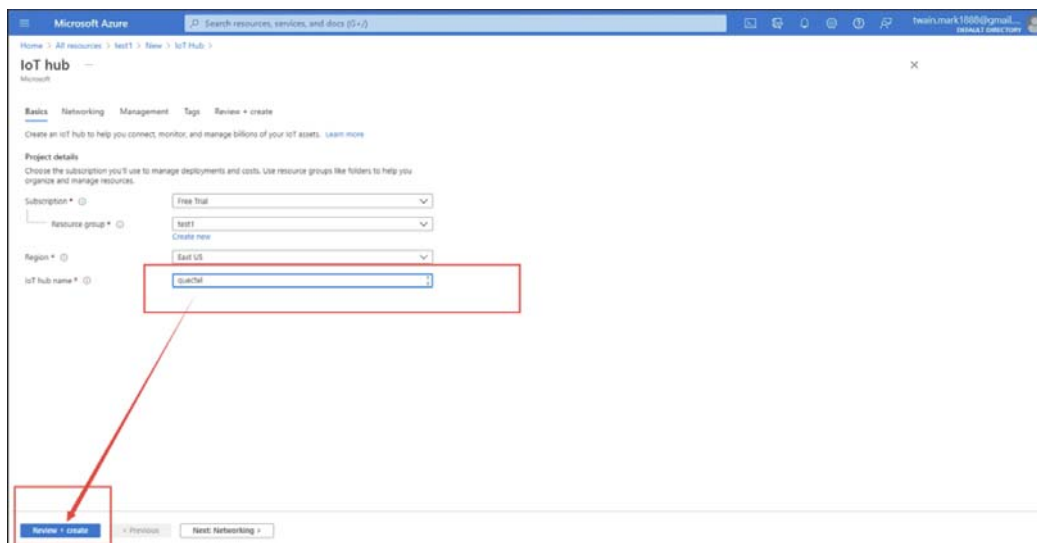 Microsoft Azure
Search resources, services, and docs (G+/)
twain.mark1888@gmail....
DEFAULT DIRECTORY
Home > All resources > test1 > New > IoT Hub >
IoT hub ...
Microsoft
Basics Networking Management Tags Review + create
Create an IoT hub to help you connect, monitor, and manage billions of your IoT assets. Learn more
Project details
Choose the subscription you'll use to manage deployments and costs. Use resource groups like folders to help you
organize and manage resources.
Subscription * Free Trial
Resource group * test1
Create new
Region * East US
IoT hub name * quectel
Review + create < Previous Next: Networking >